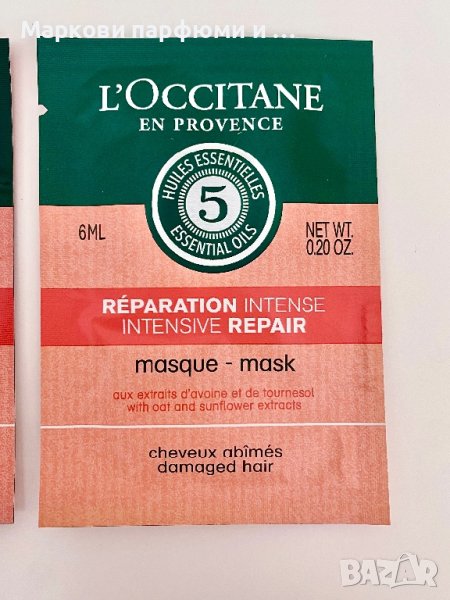 Маркови парфюми и ...
L'OCCITANE
EN PROVENCE
HUILES ESSENTIELLES
5
ESSENTIAL OILS
6ML
NET WT.
0.20 OZ.
RÉPARATION INTENSE
INTENSIVE REPAIR
masque - mask
aux extraits d'avoine et de tournesol
with oat and sunflower extracts
cheveux abîmés
damaged hair
BAZAR